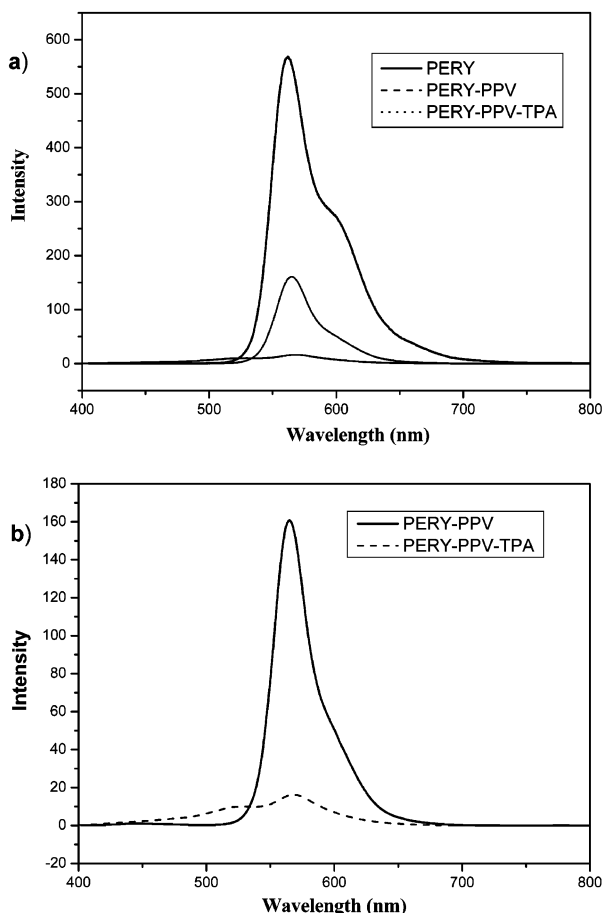 a)
PERY
PERY-PPV
PERY-PPV-TPA
600
500
400
300
200
100
0
Intensity
400 500 600 700 800
Wavelength (nm)
b)
PERY-PPV
PERY-PPV-TPA
180
160
140
120
100
80
60
40
20
0
-20
Intensity
400 500 600 700 800
Wavelength (nm)